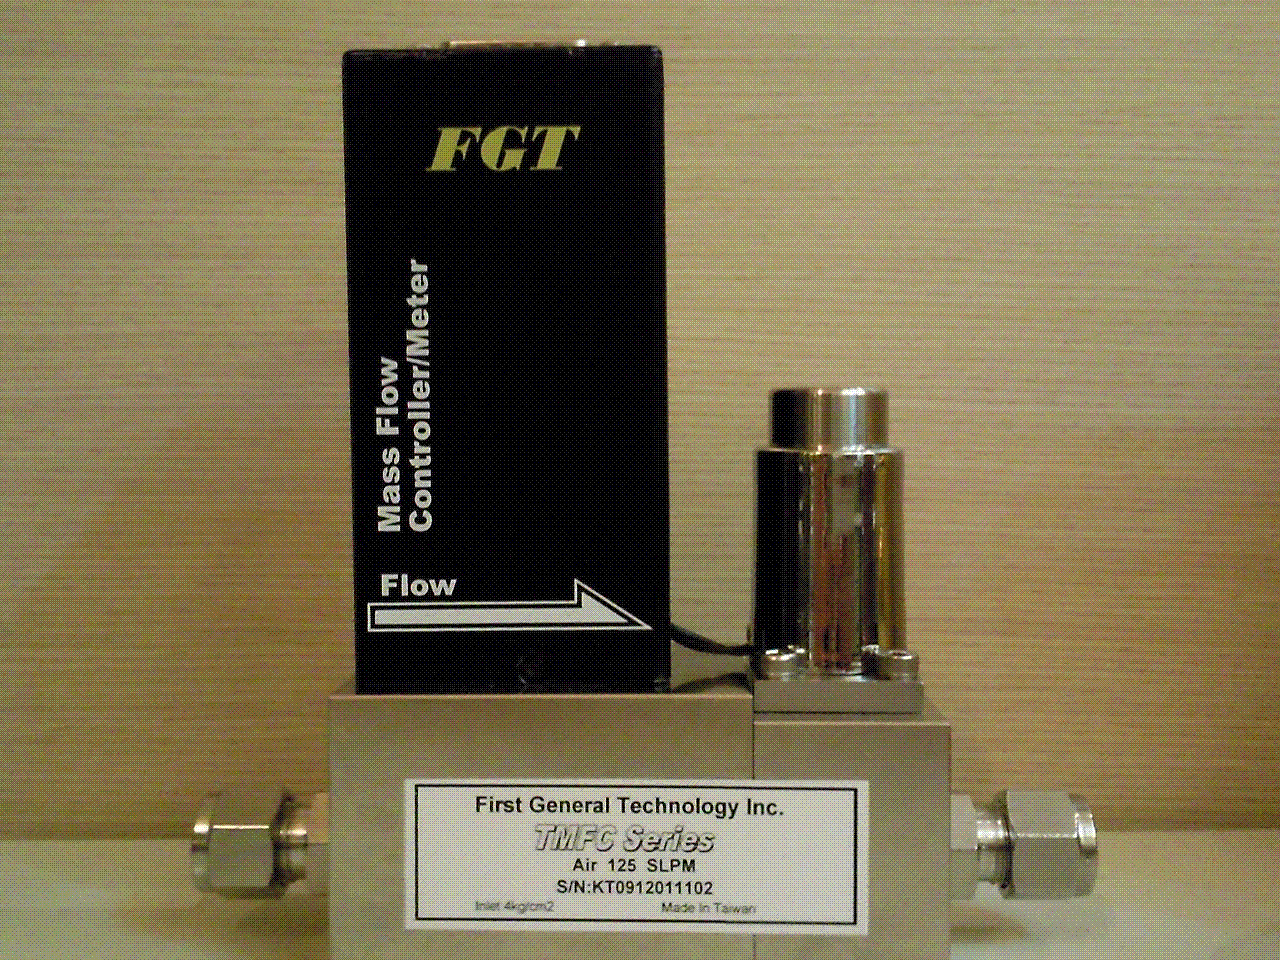 FGT
Mass Flow
Controller/Meter
Flow
First General Technology Inc.
TMFC Series
Air 125 SLPM
S/N:KT0912011102
Inlet 4kg/cm2 Made In Taiwan